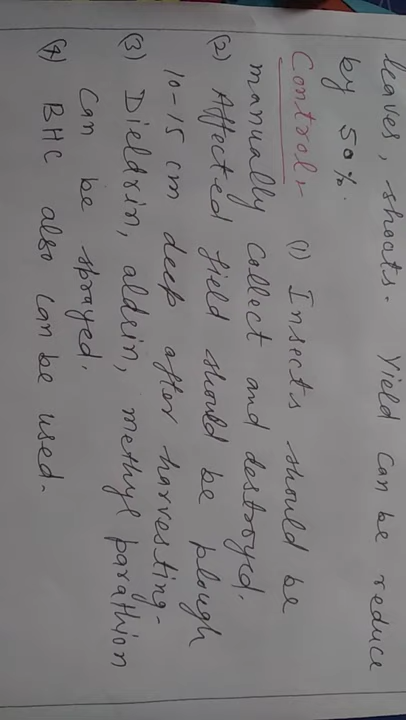 leaves, shoats. Yield can be reduce
by 50%.
Control:- (1) Insects should be
manually collect and destroyd.
(2) Affected field should be plough
10-15 cm deep after harvesting.
(3) Dieldrin, aldrin, methyl parathion
can be sprayed.
(4) BHC also can be used.